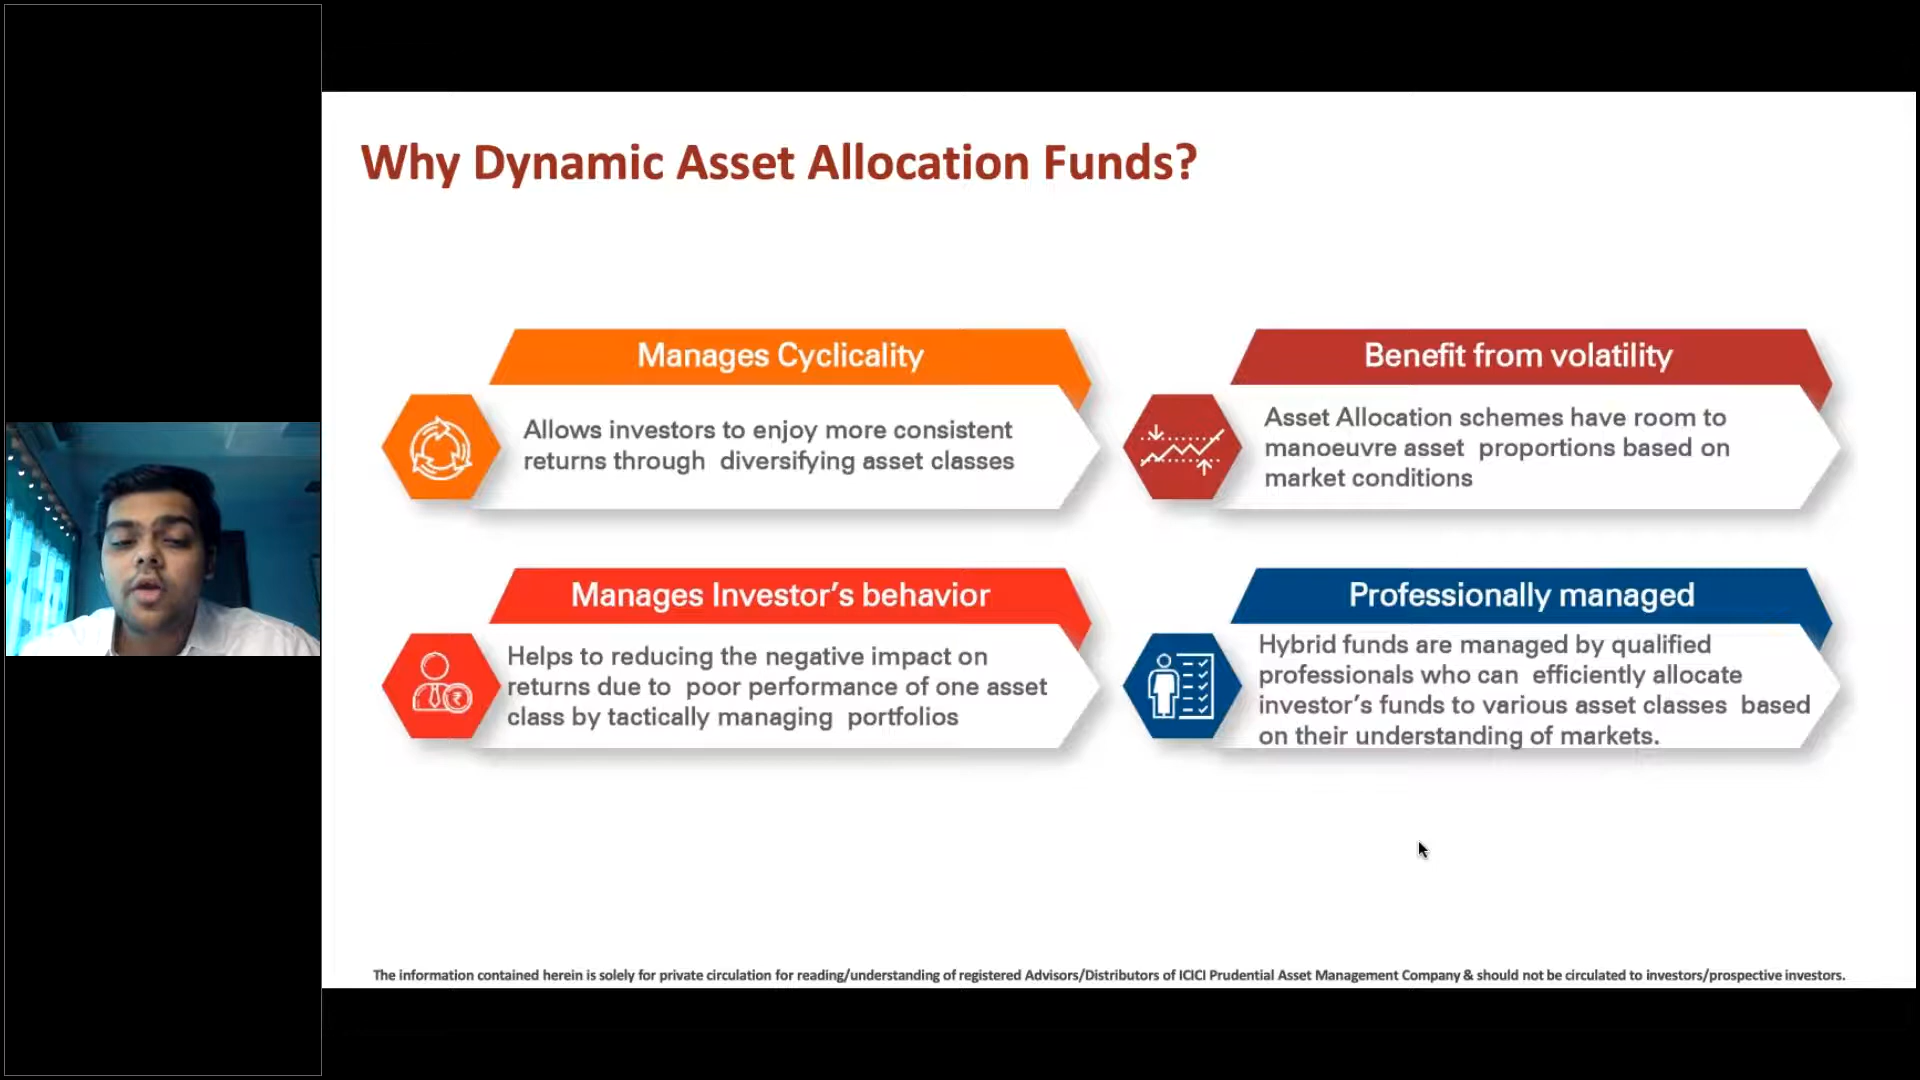 Why Dynamic Asset Allocation Funds?
Manages Cyclicality
Allows investors to enjoy more consistent
returns through diversifying asset classes
Benefit from volatility
Asset Allocation schemes have room to
manoeuvre asset proportions based on
market conditions
Manages Investor's behavior
Helps to reducing the negative impact on
returns due to poor performance of one asset
class by tactically managing portfolios
Professionally managed
Hybrid funds are managed by qualified
professionals who can efficiently allocate
investor's funds to various asset classes based
on their understanding of markets.
The information contained herein is solely for private circulation for reading/understanding of registered Advisors/Distributors of ICICI Prudential Asset Management Company & should not be circulated to investors/prospective investors.